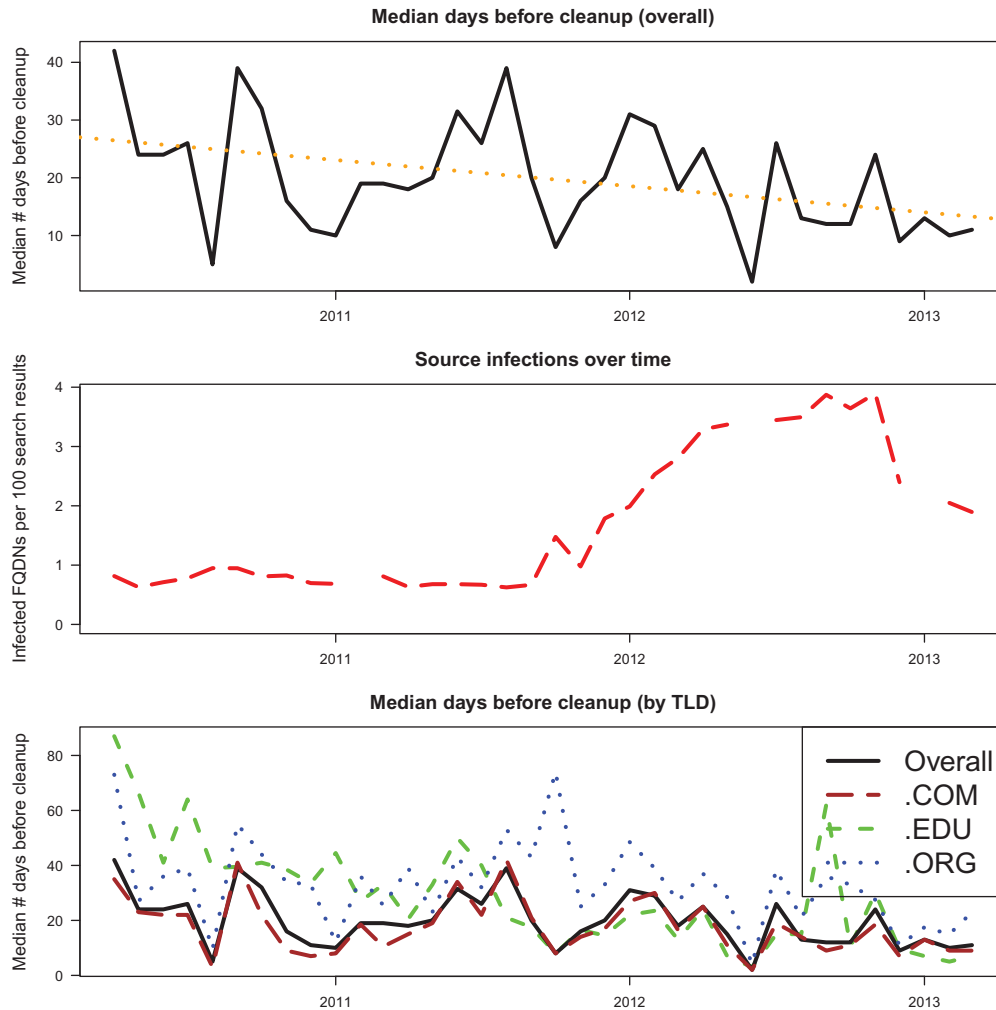 Median days before cleanup (overall)
Median # days before cleanup
40
30
20
10
2011
2012
2013
Source infections over time
Infected FQDNs per 100 search results
4
3
2
1
0
2011
2012
2013
Median days before cleanup (by TLD)
Median # days before cleanup
80
60
40
20
0
Overall
.COM
.EDU
.ORG
2011
2012
2013